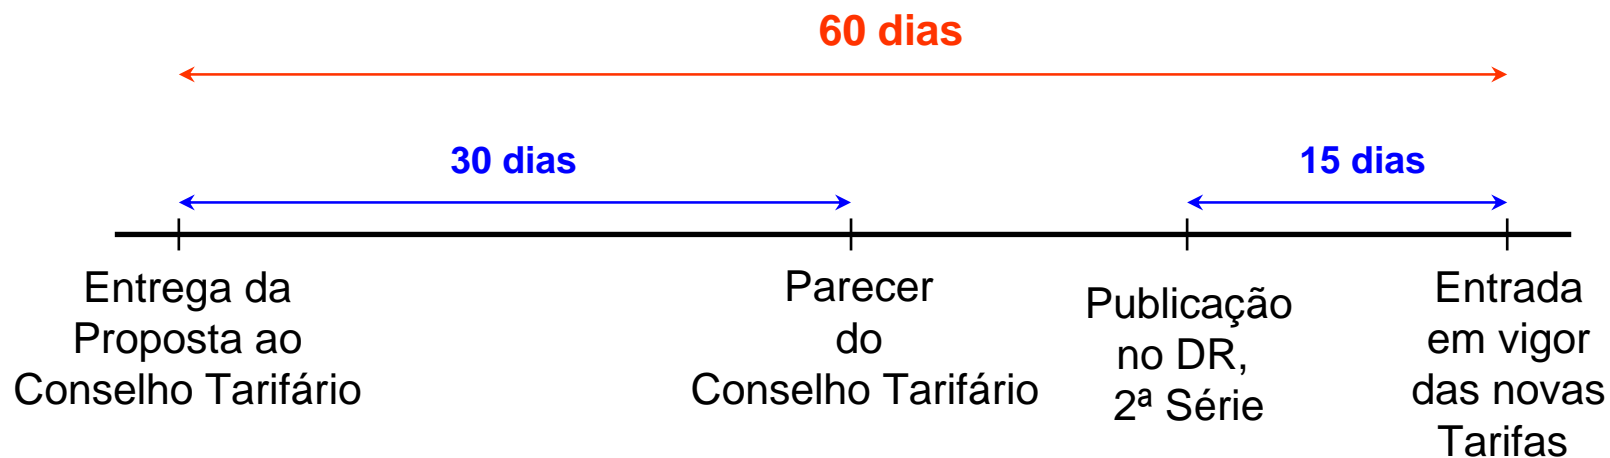 60 dias
30 dias
15 dias
Entrega da
Proposta ao
Conselho Tarifário
Parecer
do
Conselho Tarifário
Publicação
no DR,
2ª Série
Entrada
em vigor
das novas
Tarifas